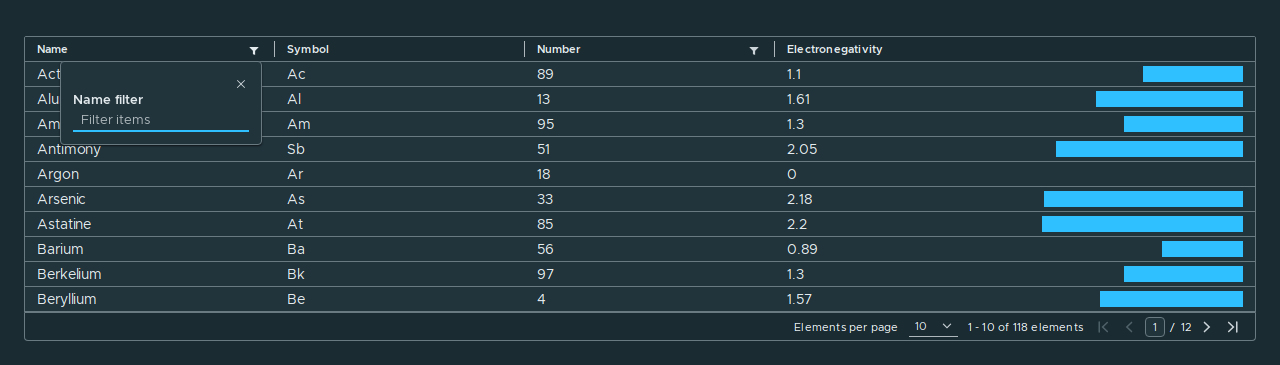 Name Symbol Number Electronegativity
Act Ac 89 1.1
Alu Al 13 1.61
Name filter
Filter items
Am Am 95 1.3
Antimony Sb 51 2.05
Argon Ar 18 0
Arsenic As 33 2.18
Astatine At 85 2.2
Barium Ba 56 0.89
Berkelium Bk 97 1.3
Beryllium Be 4 1.57
Elements per page 10 1 - 10 of 118 elements 1 / 12